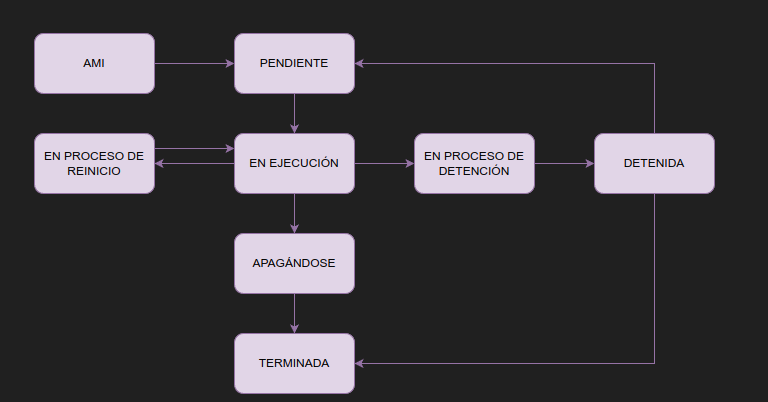 AMI
PENDIENTE
EN PROCESO DE
REINICIO
EN EJECUCIÓN
EN PROCESO DE
DETENCIÓN
DETENIDA
APAGÁNDOSE
TERMINADA